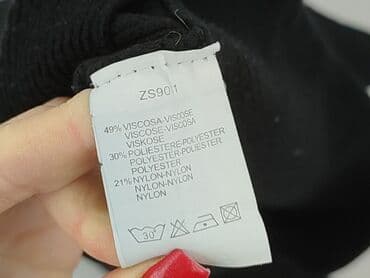 ZS901
49% VISCOSA-VISCOSE
VISCOSE-VISCOSA
VISKOSE
30% POLIESTERE-POLYESTER
POLYESTER-POLYESTER
POLYESTER
21% NYLON-NYLON
NYLON-NYLON
NYLON
30°